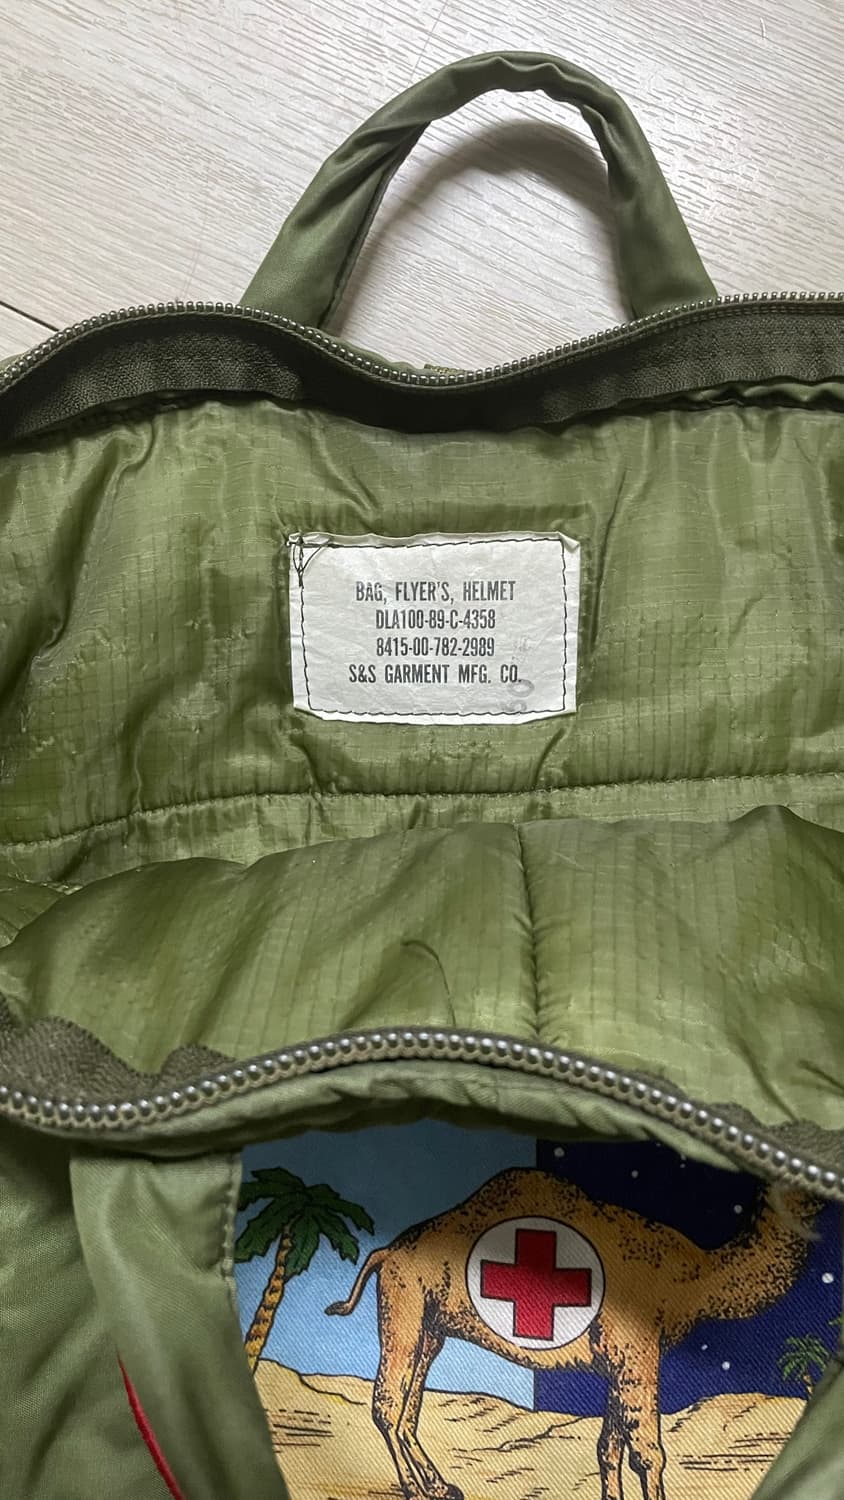 BAG, FLYER'S, HELMET
DLA100-89-C-4358
8415-00-782-2989
S&S GARMENT MFG. CO.